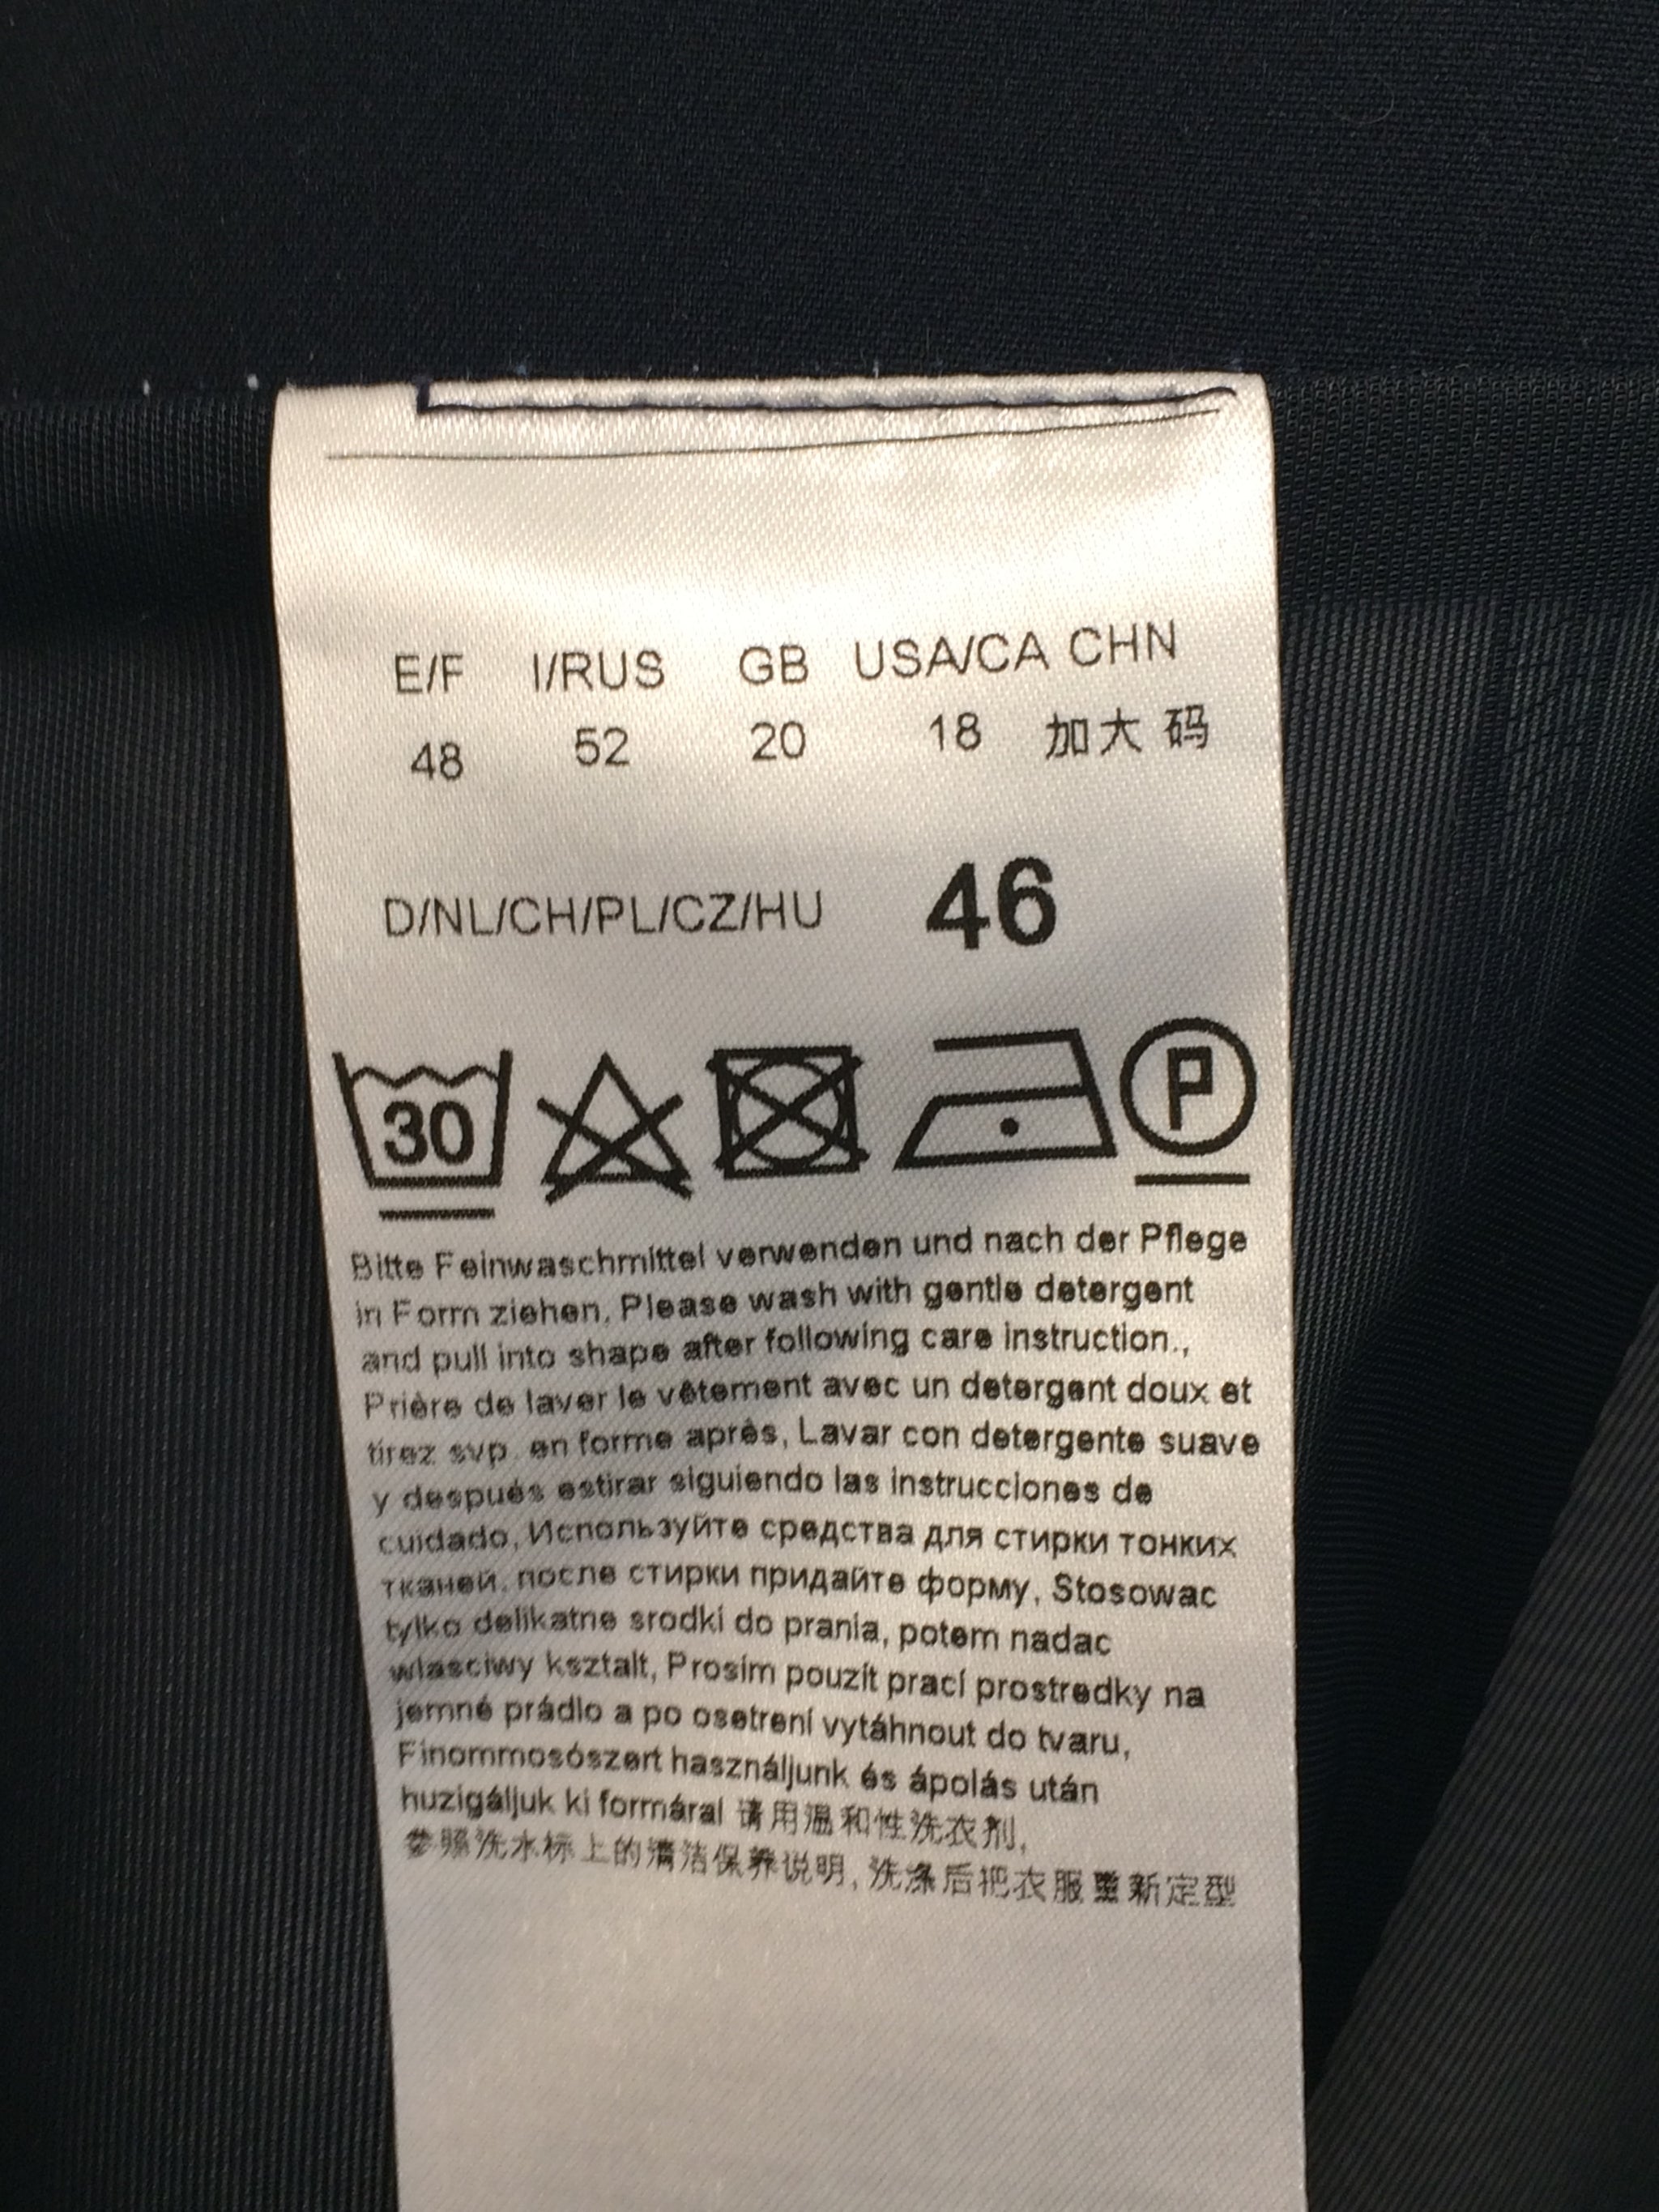 E/F I/RUS GB USA/CA CHN
48 52 20 18 加大码
D/NL/CH/PL/CZ/HU 46
30 P
Bitte Feinwaschmittel verwenden und nach der Pflege
in Form ziehen, Please wash with gentle detergent
and pull into shape after following care instruction.,
Prière de laver le vêtement avec un detergent doux et
tirez svp. en forme après, Lavar con detergente suave
y después estirar siguiendo las instrucciones de
cuidado, Используйте средства для стирки тонких
тканей, после стирки придайте форму, Stosowac
tylko delikatne srodki do prania, potem nadac
wlasciwy ksztalt, Prosím pouzít prací prostredky na
jemné prádlo a po osetrení vytáhnout do tvaru,
Finommosószert használjunk és ápolás után
huzigáljuk ki formáral 请用温和性洗衣剂,
参照洗水标上的清洁保养说明, 洗涤后把衣服重新定型